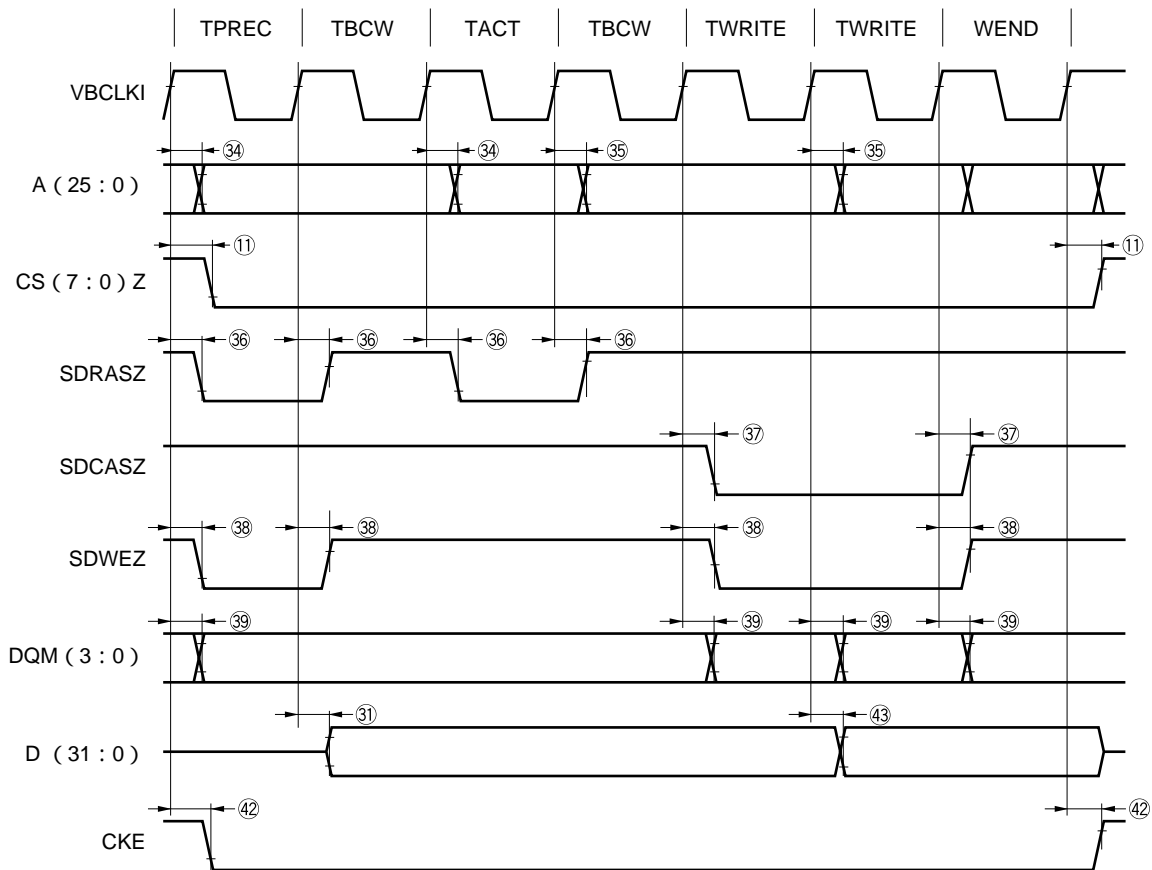 TPREC TBCW TACT TBCW TWRITE TWRITE WEND
VBCLKI
㉞ ㉞ ㉟ ㉟
A ( 25 : 0 )
⑪ ⑪
CS ( 7 : 0 ) Z
㊱ ㊱ ㊱ ㊱
SDRASZ
㊲ ㊲
SDCASZ
㊳ ㊳ ㊳ ㊳
SDWEZ
㊴ ㊴ ㊴ ㊴
DQM ( 3 : 0 )
㉛ ㊸
D ( 31 : 0 )
㊷ ㊷
CKE